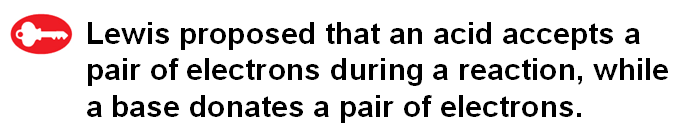 Lewis proposed that an acid accepts a
pair of electrons during a reaction, while
a base donates a pair of electrons.